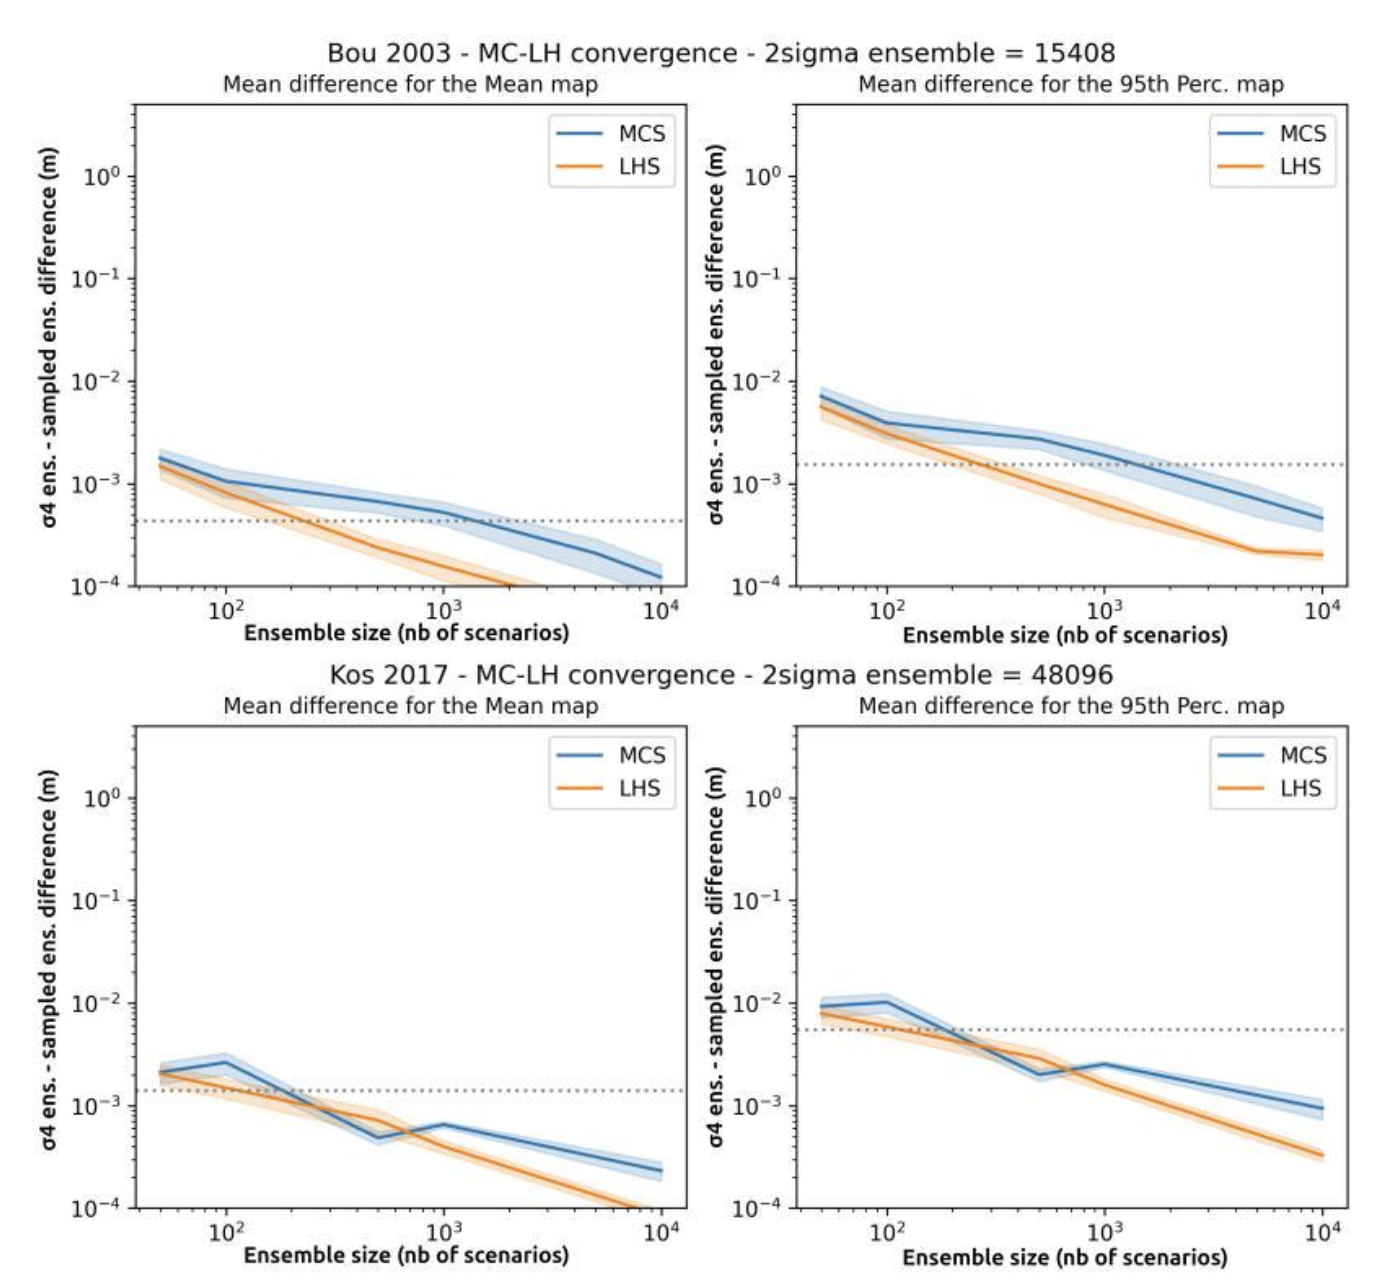 Bou 2003 - MC-LH convergence - 2sigma ensemble = 15408
Mean difference for the Mean map
Mean difference for the 95th Perc. map
σ4 ens. - sampled ens. difference (m)
10⁰
10⁻¹
10⁻²
10⁻³
10⁻⁴
MCS
LHS
10²
10³
10⁴
Ensemble size (nb of scenarios)
σ4 ens. - sampled ens. difference (m)
10⁰
10⁻¹
10⁻²
10⁻³
10⁻⁴
MCS
LHS
10²
10³
10⁴
Ensemble size (nb of scenarios)
Kos 2017 - MC-LH convergence - 2sigma ensemble = 48096
Mean difference for the Mean map
Mean difference for the 95th Perc. map
σ4 ens. - sampled ens. difference (m)
10⁰
10⁻¹
10⁻²
10⁻³
10⁻⁴
MCS
LHS
10²
10³
10⁴
Ensemble size (nb of scenarios)
σ4 ens. - sampled ens. difference (m)
10⁰
10⁻¹
10⁻²
10⁻³
10⁻⁴
MCS
LHS
10²
10³
10⁴
Ensemble size (nb of scenarios)